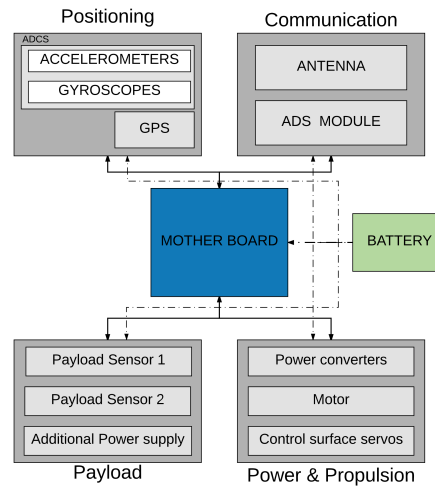 Positioning
Communication
ADCS
ACCELEROMETERS
GYROSCOPES
GPS
ANTENNA
ADS MODULE
MOTHER BOARD
BATTERY
Payload Sensor 1
Payload Sensor 2
Additional Power supply
Power converters
Motor
Control surface servos
Payload
Power & Propulsion